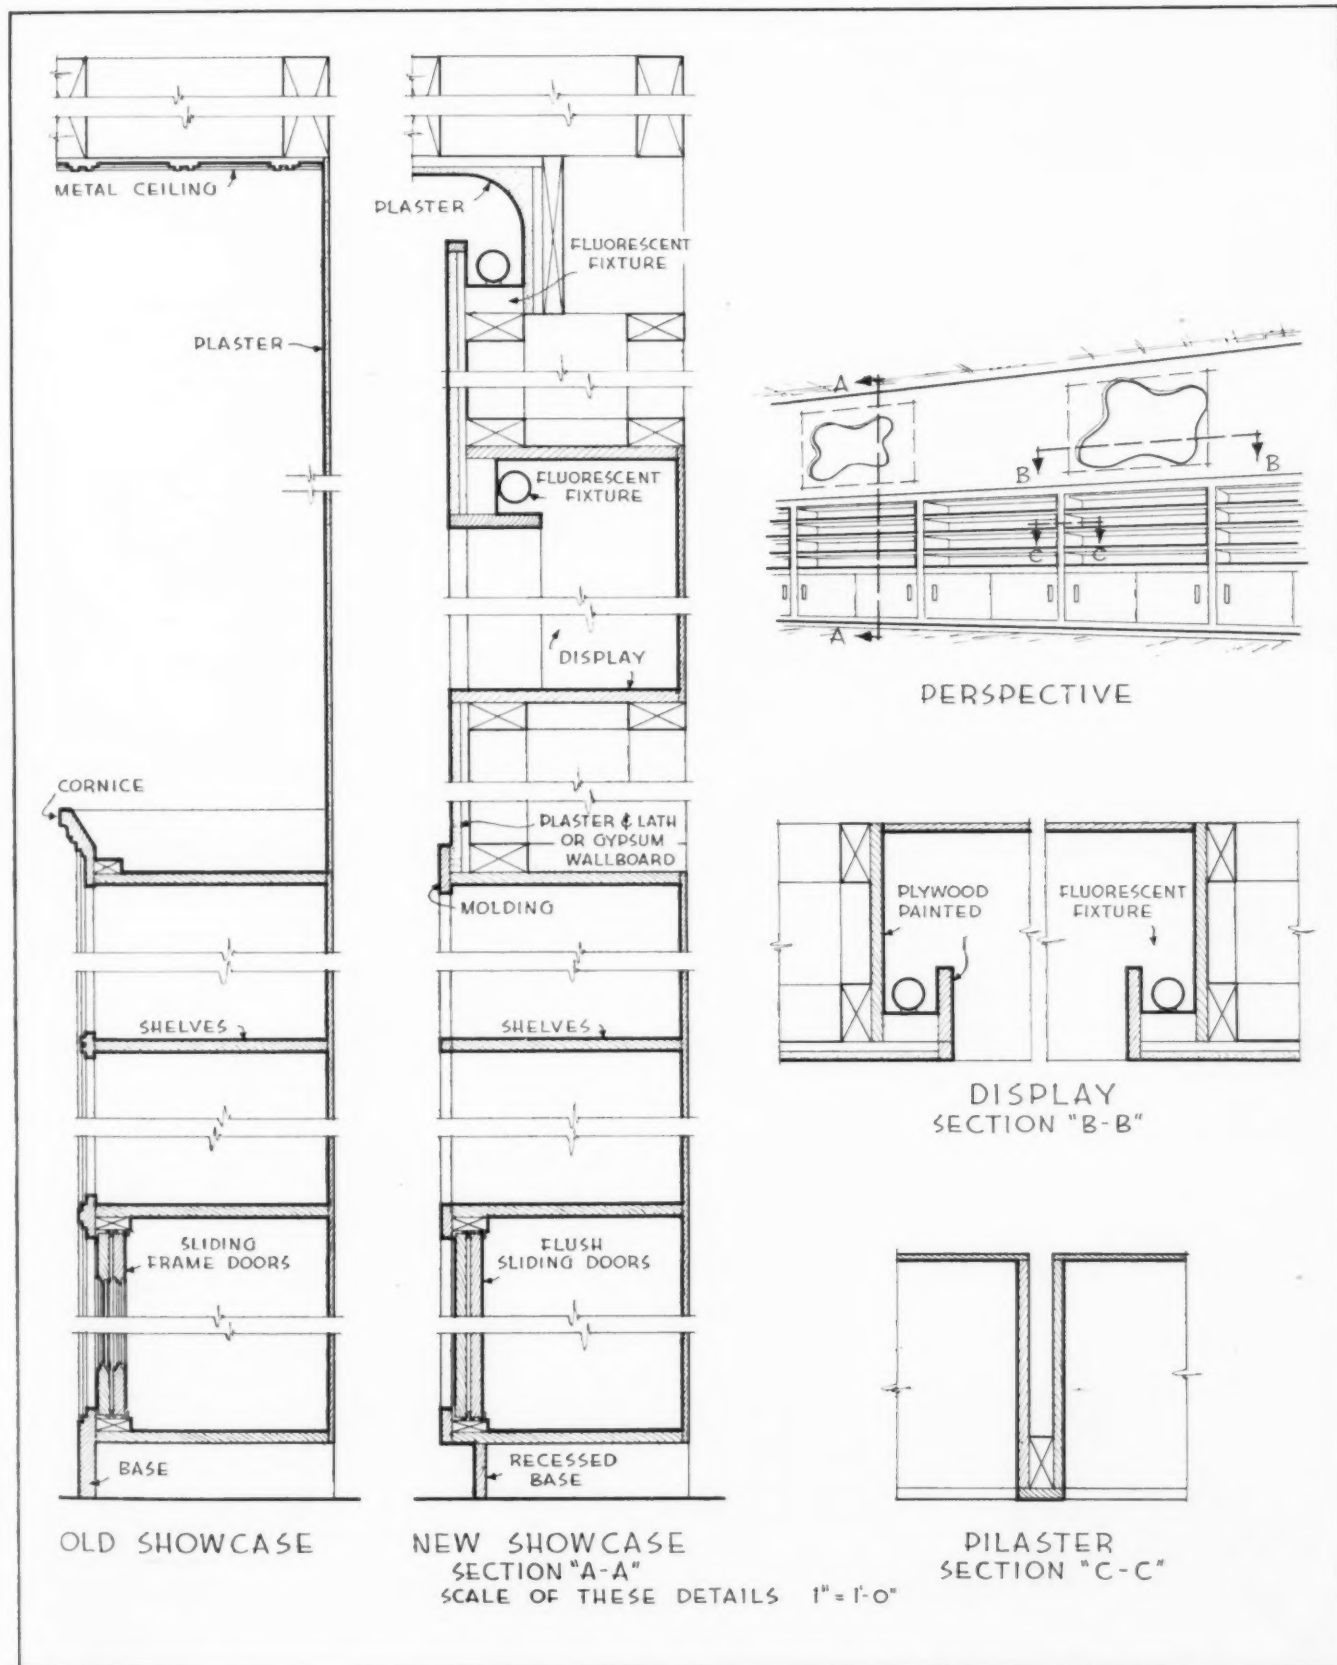 METAL CEILING
PLASTER
CORNICE
SHELVES
SLIDING
FRAME DOORS
BASE
OLD SHOWCASE
PLASTER
FLUORESCENT
FIXTURE
FLUORESCENT
FIXTURE
DISPLAY
PLASTER & LATH
OR GYPSUM
WALLBOARD
MOLDING
SHELVES
FLUSH
SLIDING DOORS
RECESSED
BASE
NEW SHOWCASE
SECTION "A-A"
SCALE OF THESE DETAILS 1" = 1'-0"
A
B
B
C
C
A
PERSPECTIVE
PLYWOOD
PAINTED
FLUORESCENT
FIXTURE
DISPLAY
SECTION "B-B"
PILASTER
SECTION "C-C"